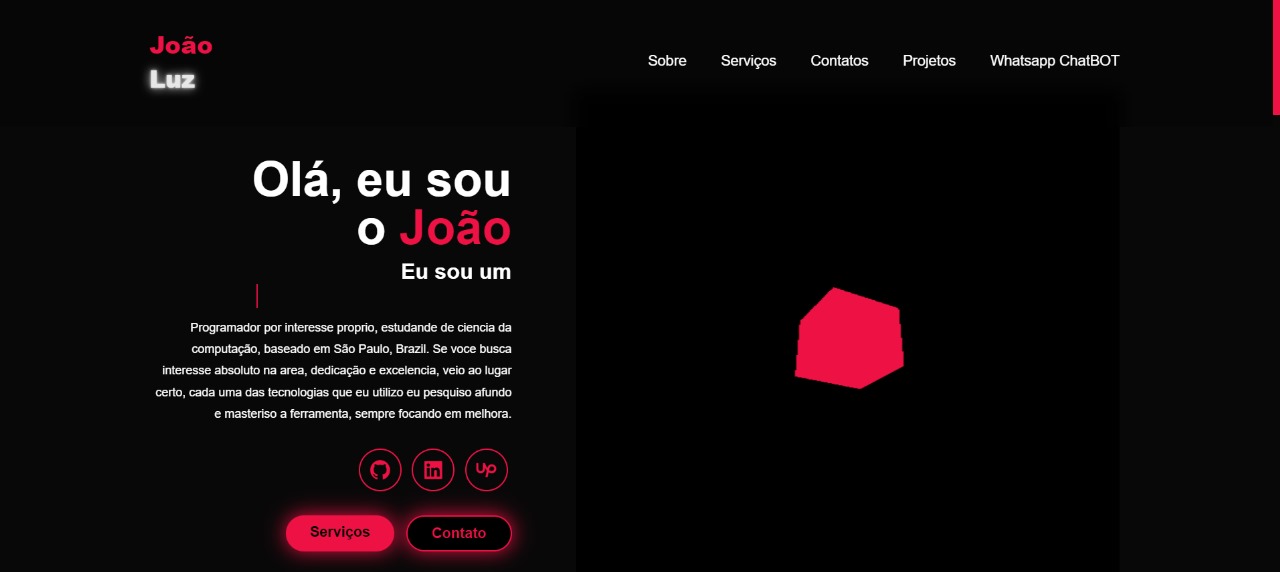 João
Luz
Sobre Serviços Contatos Projetos Whatsapp ChatBOT
Olá, eu sou
o João
Eu sou um
Programador por interesse proprio, estudande de ciencia da
computação, baseado em São Paulo, Brazil. Se voce busca
interesse absoluto na area, dedicação e excelencia, veio ao lugar
certo, cada uma das tecnologias que eu utilizo eu pesquiso afundo
e masteriso a ferramenta, sempre focando em melhora.
in Up
Serviços Contato